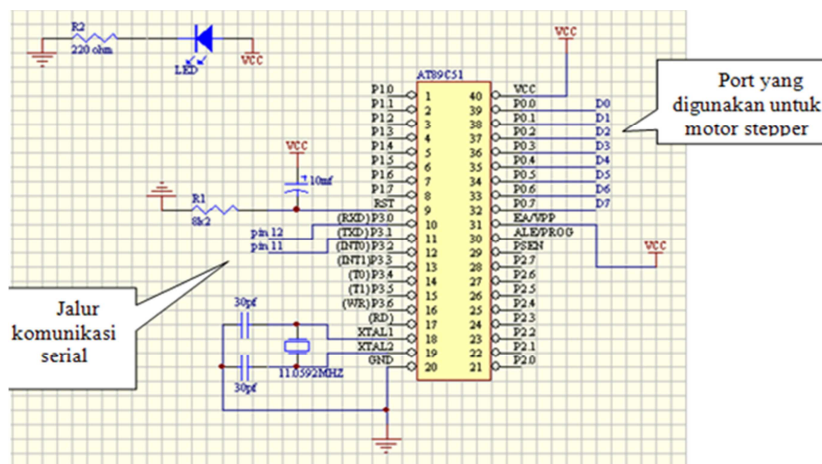 R2
220 ohm
LED
VCC
VCC
AT89C51
Port yang
digunakan untuk
motor stepper
P1.0 1 40 VCC
P1.1 2 39 P0.0 D0
P1.2 3 38 P0.1 D1
P1.3 4 37 P0.2 D2
P1.4 5 36 P0.3 D3
P1.5 6 35 P0.4 D4
P1.6 7 34 P0.5 D5
P1.7 8 33 P0.6 D6
RST 9 32 P0.7 D7
(RXD)P3.0 10 31 EA/VPP
(TXD)P3.1 11 30 ALE/PROG
(INT0)P3.2 12 29 PSEN
(INT1)P3.3 13 28 P2.7
(T0)P3.4 14 27 P2.6
(T1)P3.5 15 26 P2.5
(WR)P3.6 16 25 P2.4
(RD) 17 24 P2.3
XTAL1 18 23 P2.2
XTAL2 19 22 P2.1
GND 20 21 P2.0
VCC
10mf
R1
8k2
pin 12
pin 11
VCC
Jalur
komunikasi
serial
30pf
30pf
11.0592MHZ